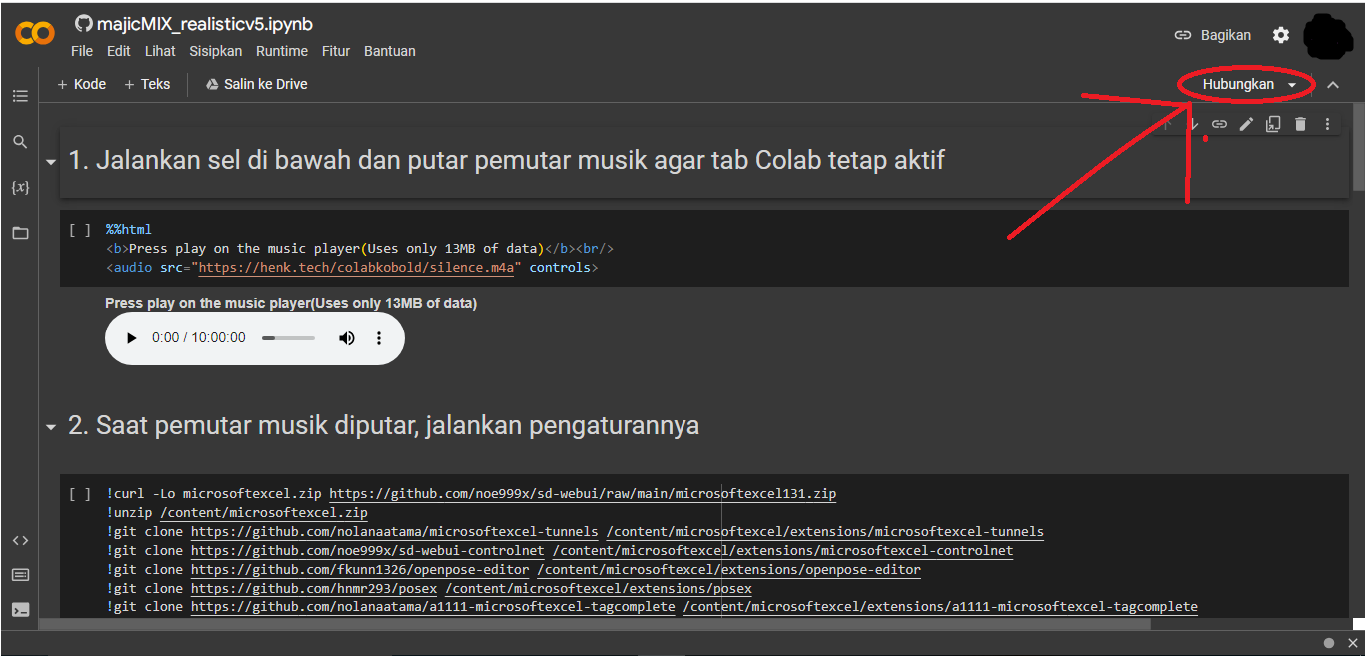 majicMIX_realisticv5.ipynb
Bagikan
File Edit Lihat Sisipkan Runtime Fitur Bantuan
+ Kode + Teks Salin ke Drive
Hubungkan
1. Jalankan sel di bawah dan putar pemutar musik agar tab Colab tetap aktif
{x}
[ ] %%html
<b>Press play on the music player(Uses only 13MB of data)</b><br/>
<audio src="https://henk.tech/colabkobold/silence.m4a" controls>
Press play on the music player(Uses only 13MB of data)
0:00 / 10:00:00
2. Saat pemutar musik diputar, jalankan pengaturannya
[ ] !curl -Lo microsoftexcel.zip https://github.com/noe999x/sd-webui/raw/main/microsoftexcel131.zip
!unzip /content/microsoftexcel.zip
!git clone https://github.com/nolanaatama/microsoftexcel-tunnels /content/microsoftexcel/extensions/microsoftexcel-tunnels
!git clone https://github.com/noe999x/sd-webui-controlnet /content/microsoftexcel/extensions/microsoftexcel-controlnet
!git clone https://github.com/fkunn1326/openpose-editor /content/microsoftexcel/extensions/openpose-editor
!git clone https://github.com/hnmr293/posex /content/microsoftexcel/extensions/posex
!git clone https://github.com/nolanaatama/a1111-microsoftexcel-tagcomplete /content/microsoftexcel/extensions/a1111-microsoftexcel-tagcomplete